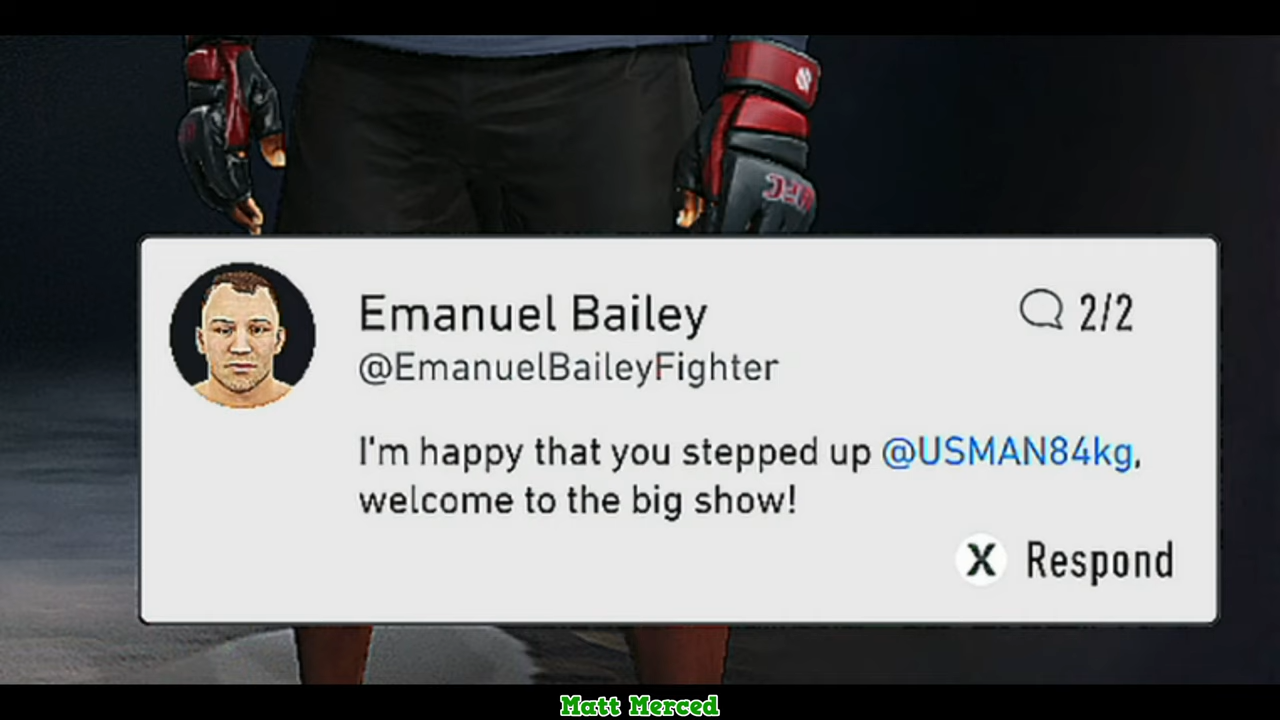 UFC
Emanuel Bailey
2/2
@EmanuelBaileyFighter
I'm happy that you stepped up @USMAN84kg,
welcome to the big show!
X Respond
Matt Merced